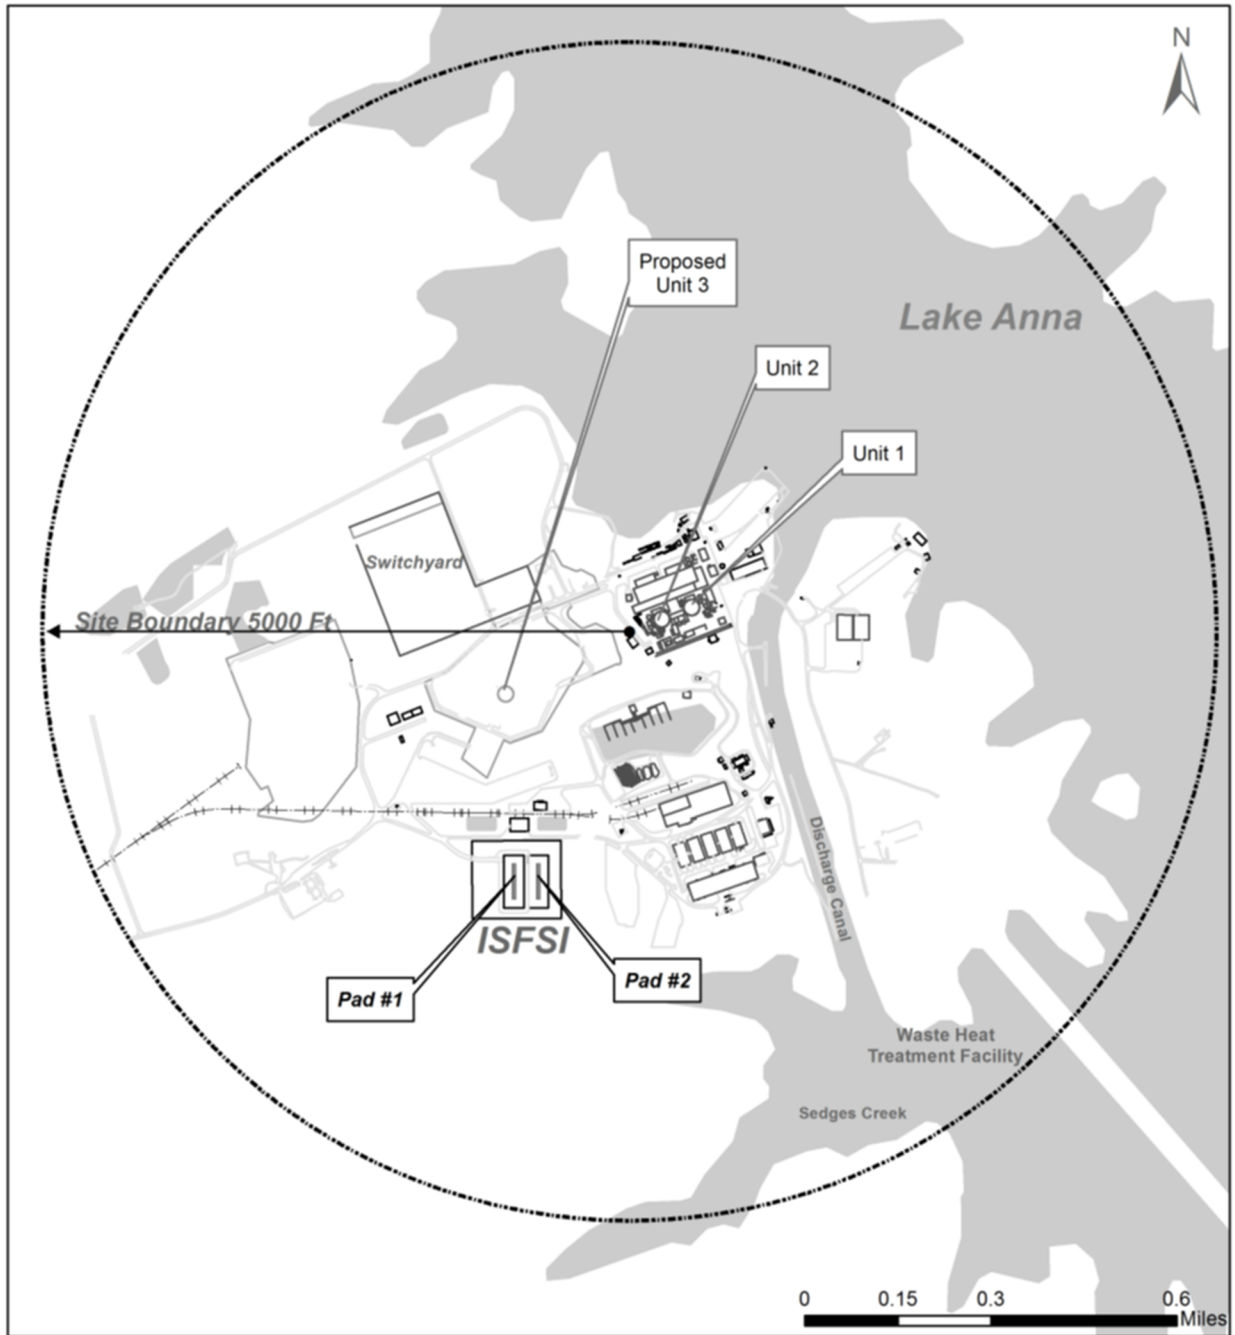 N
Proposed
Unit 3
Lake Anna
Unit 2
Unit 1
Switchyard
Site Boundary 5000 Ft
Discharge Canal
ISFSI
Pad #1
Pad #2
Waste Heat
Treatment Facility
Sedges Creek
0 0.15 0.3 0.6
Miles